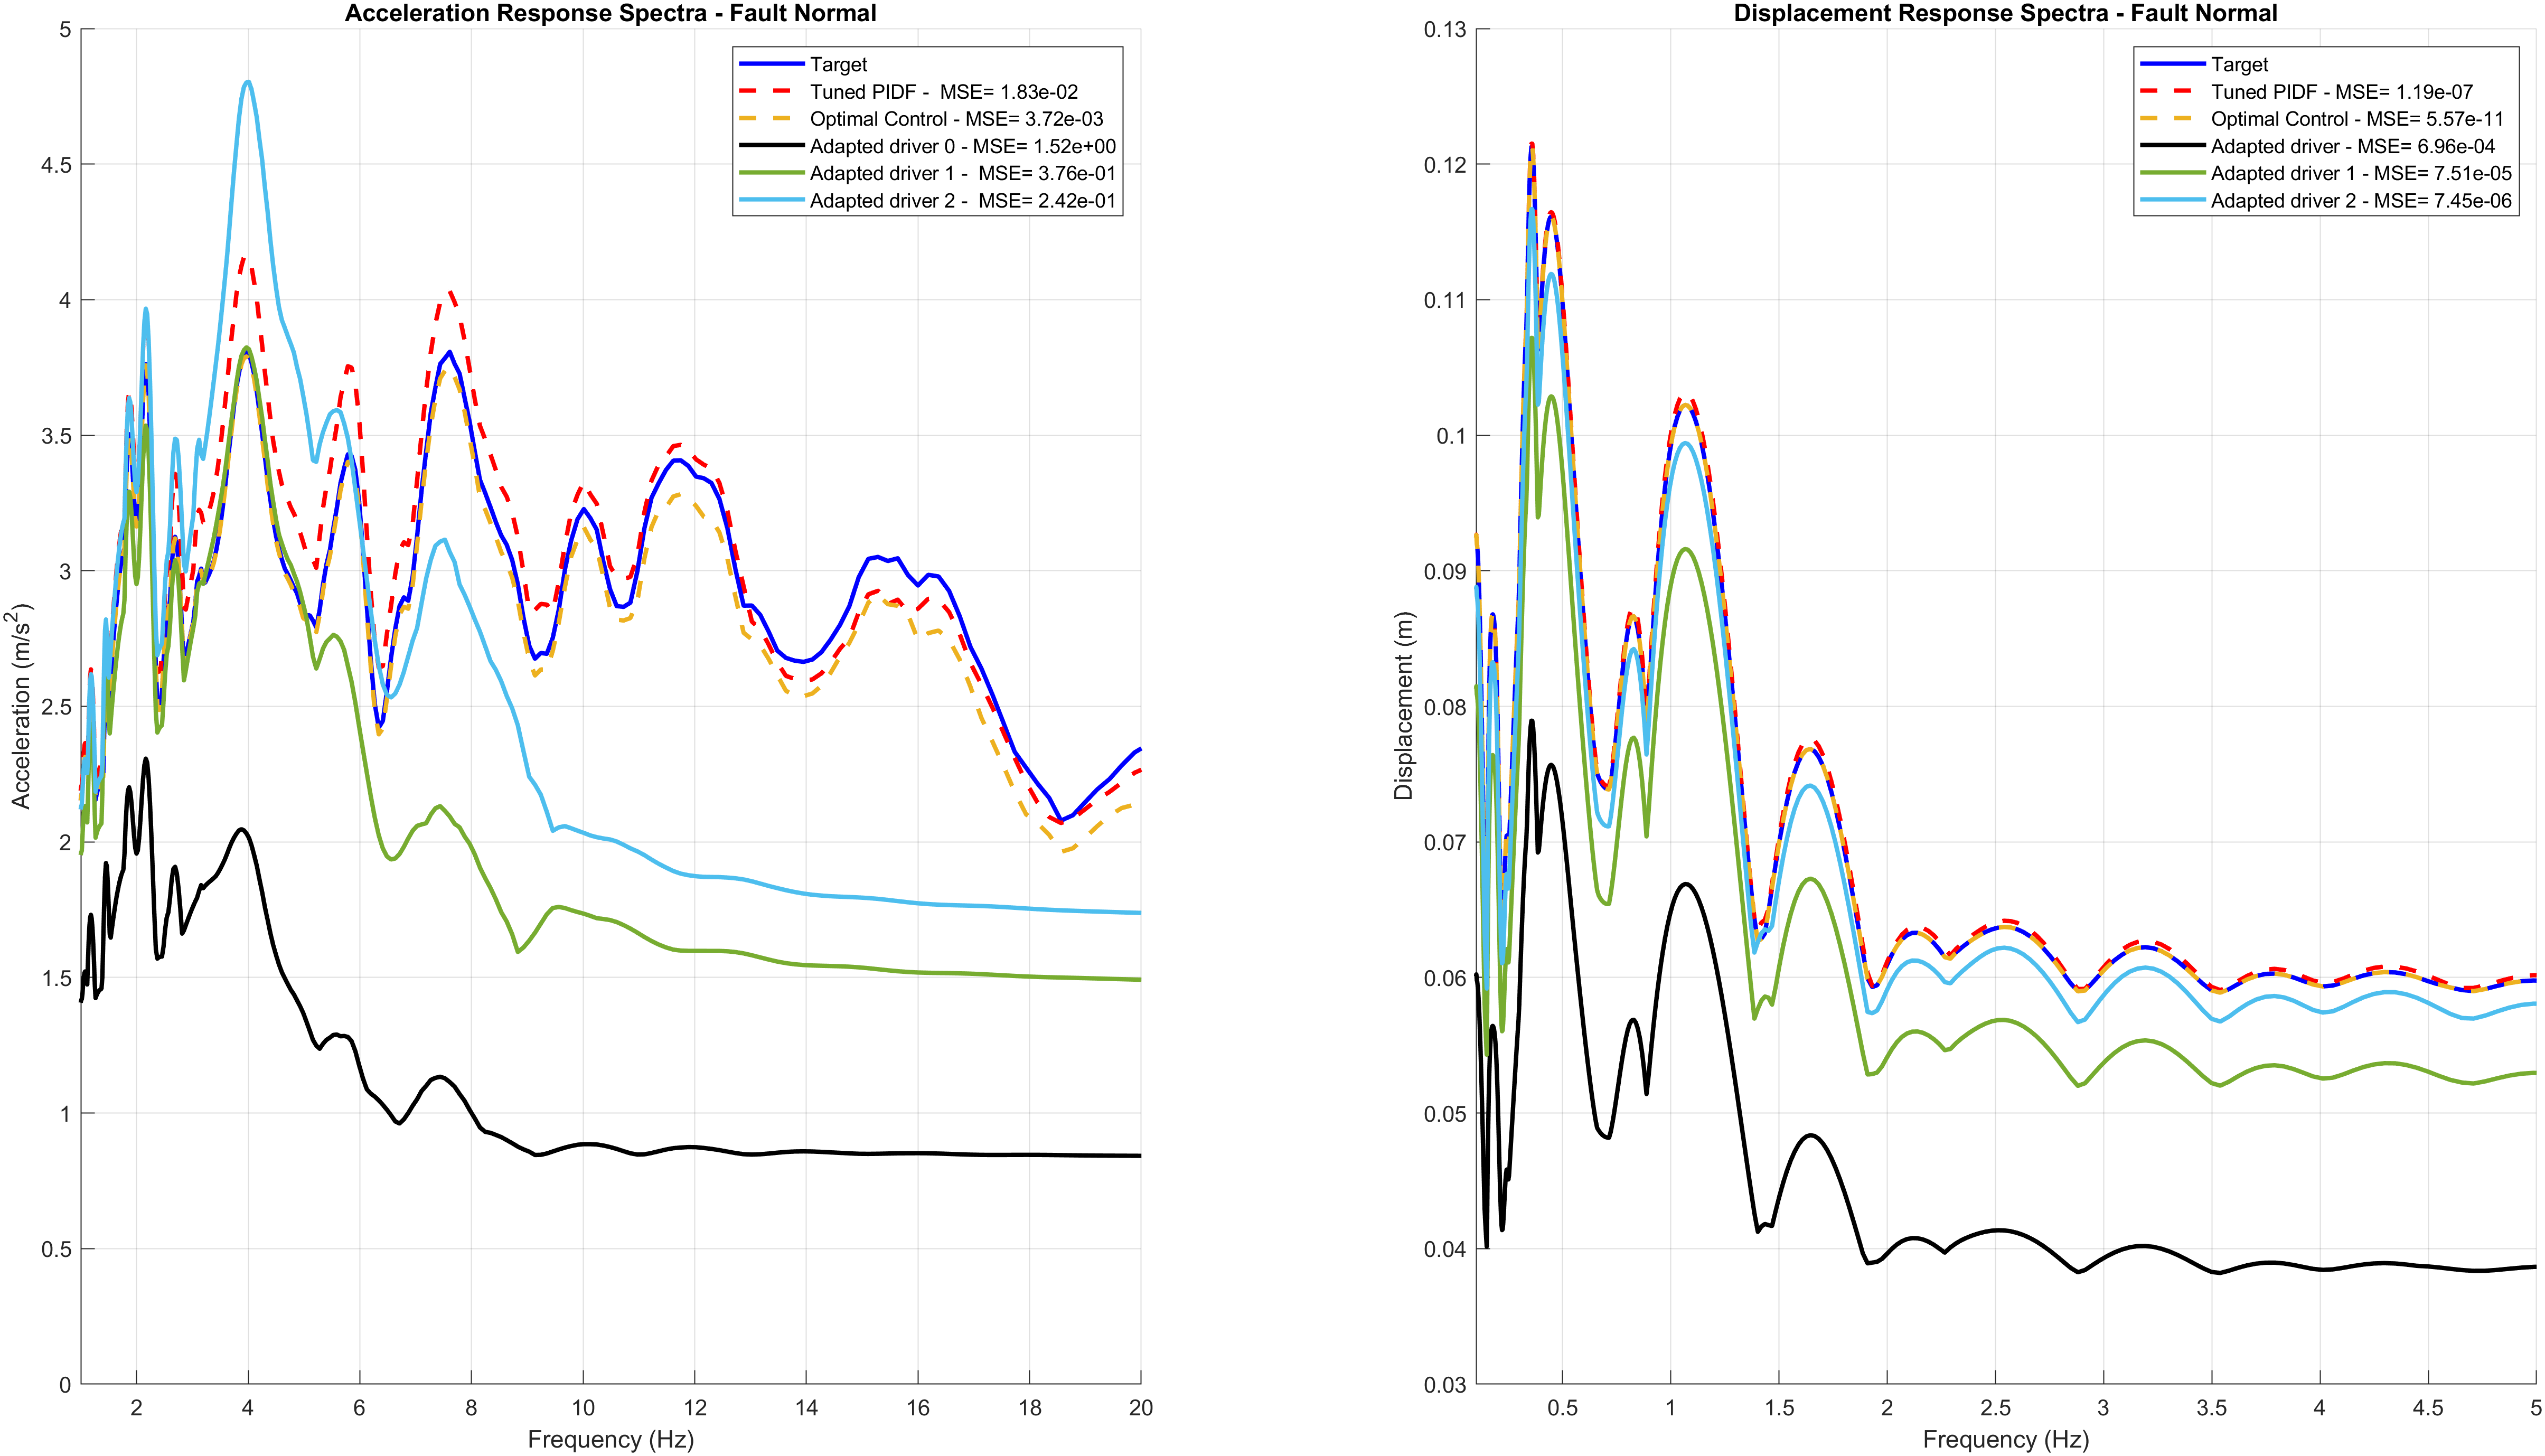 Acceleration Response Spectra - Fault Normal
5
4.5
4
3.5
3
2.5
2
1.5
1
0.5
0
Acceleration (m/s²)
Target
Tuned PIDF - MSE= 1.83e-02
Optimal Control - MSE= 3.72e-03
Adapted driver 0 - MSE= 1.52e+00
Adapted driver 1 - MSE= 3.76e-01
Adapted driver 2 - MSE= 2.42e-01
2 4 6 8 10 12 14 16 18 20
Frequency (Hz)
Displacement Response Spectra - Fault Normal
0.13
0.12
0.11
0.1
0.09
0.08
0.07
0.06
0.05
0.04
0.03
Displacement (m)
Target
Tuned PIDF - MSE= 1.19e-07
Optimal Control - MSE= 5.57e-11
Adapted driver - MSE= 6.96e-04
Adapted driver 1 - MSE= 7.51e-05
Adapted driver 2 - MSE= 7.45e-06
0.5 1 1.5 2 2.5 3 3.5 4 4.5 5
Frequency (Hz)